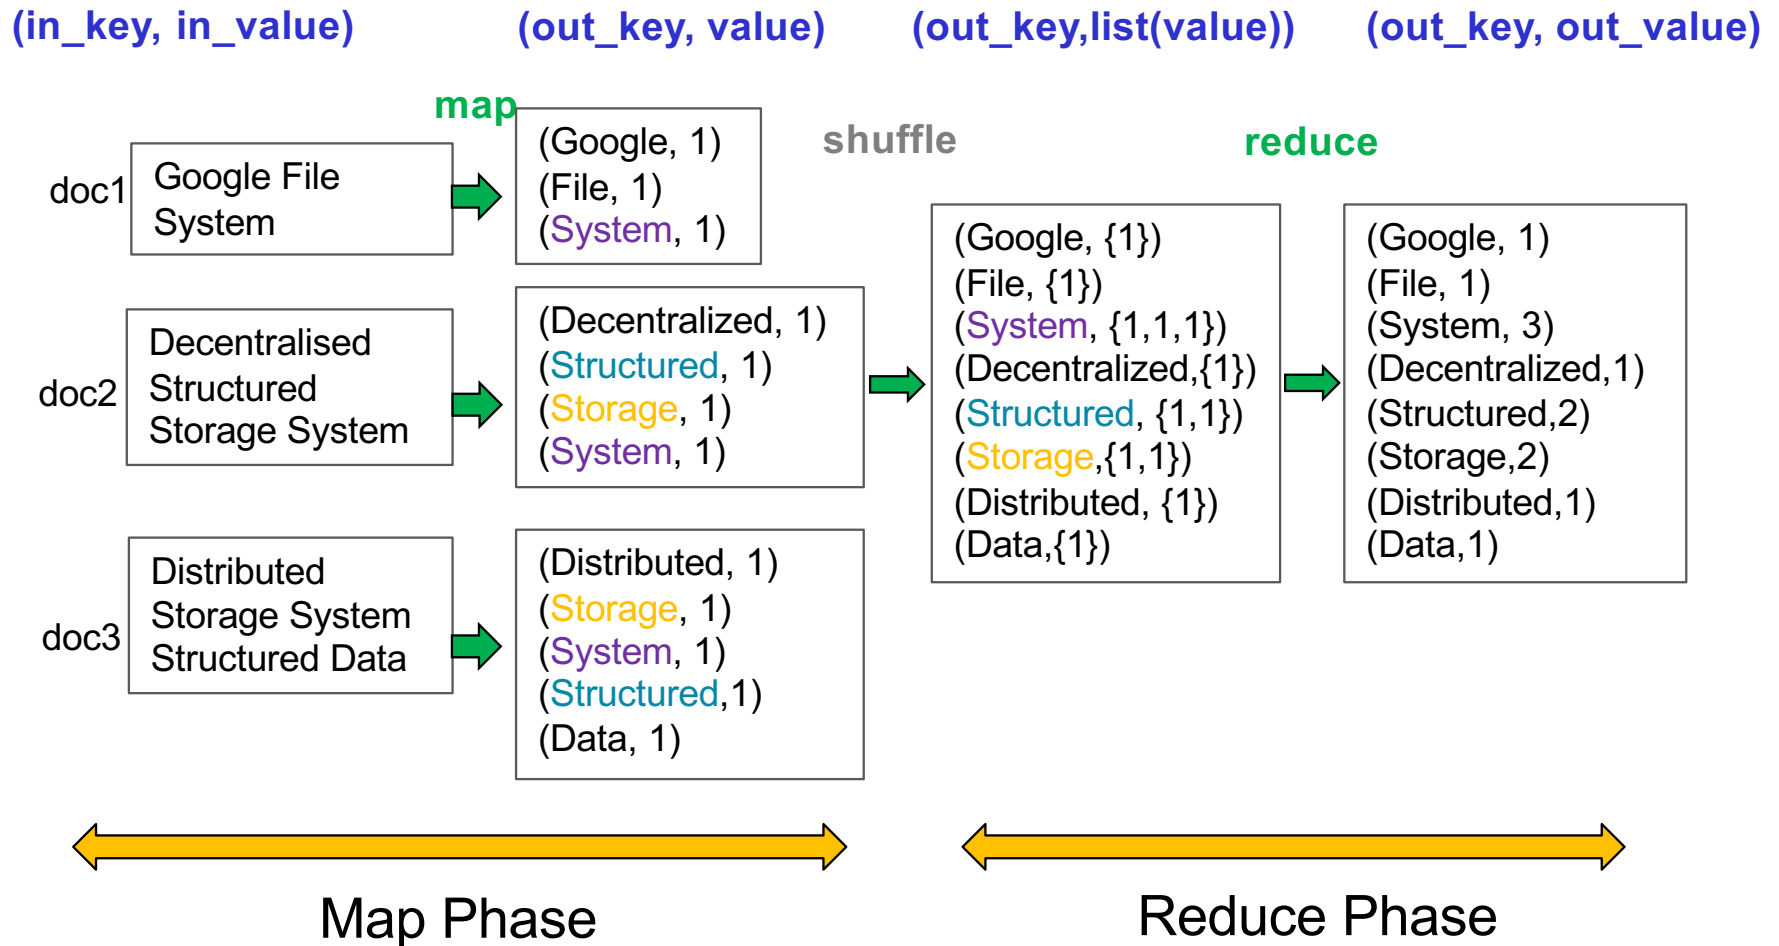 (in_key, in_value)
(out_key, value)
(out_key,list(value))
(out_key, out_value)
map
shuffle
reduce
doc1
Google File
System
(Google, 1)
(File, 1)
(System, 1)
doc2
Decentralised
Structured
Storage System
(Decentralized, 1)
(Structured, 1)
(Storage, 1)
(System, 1)
doc3
Distributed
Storage System
Structured Data
(Distributed, 1)
(Storage, 1)
(System, 1)
(Structured,1)
(Data, 1)
(Google, {1})
(File, {1})
(System, {1,1,1})
(Decentralized,{1})
(Structured, {1,1})
(Storage,{1,1})
(Distributed, {1})
(Data,{1})
(Google, 1)
(File, 1)
(System, 3)
(Decentralized,1)
(Structured,2)
(Storage,2)
(Distributed,1)
(Data,1)
Map Phase
Reduce Phase